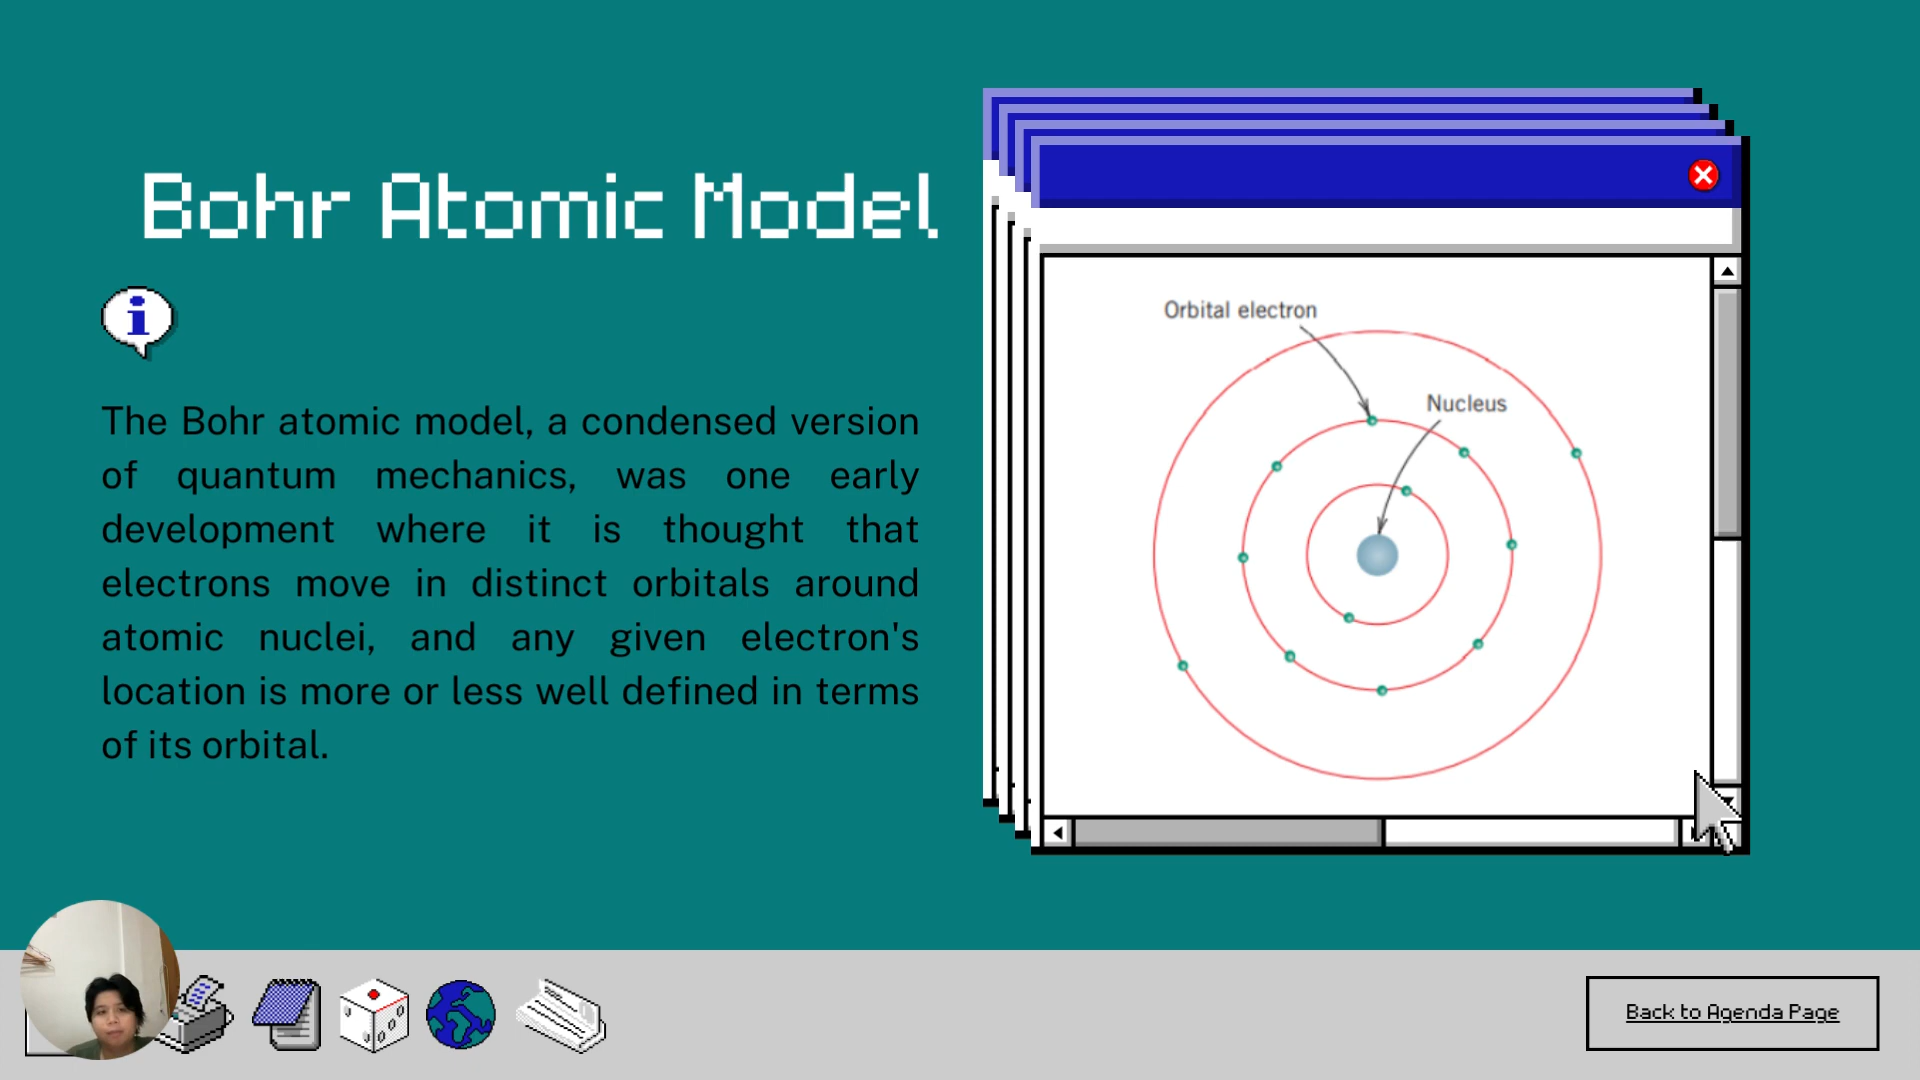 Bohr Atomic Model
i
The Bohr atomic model, a condensed version
of quantum mechanics, was one early
development where it is thought that
electrons move in distinct orbitals around
atomic nuclei, and any given electron's
location is more or less well defined in terms
of its orbital.
Orbital electron
Nucleus
Back to Agenda Page